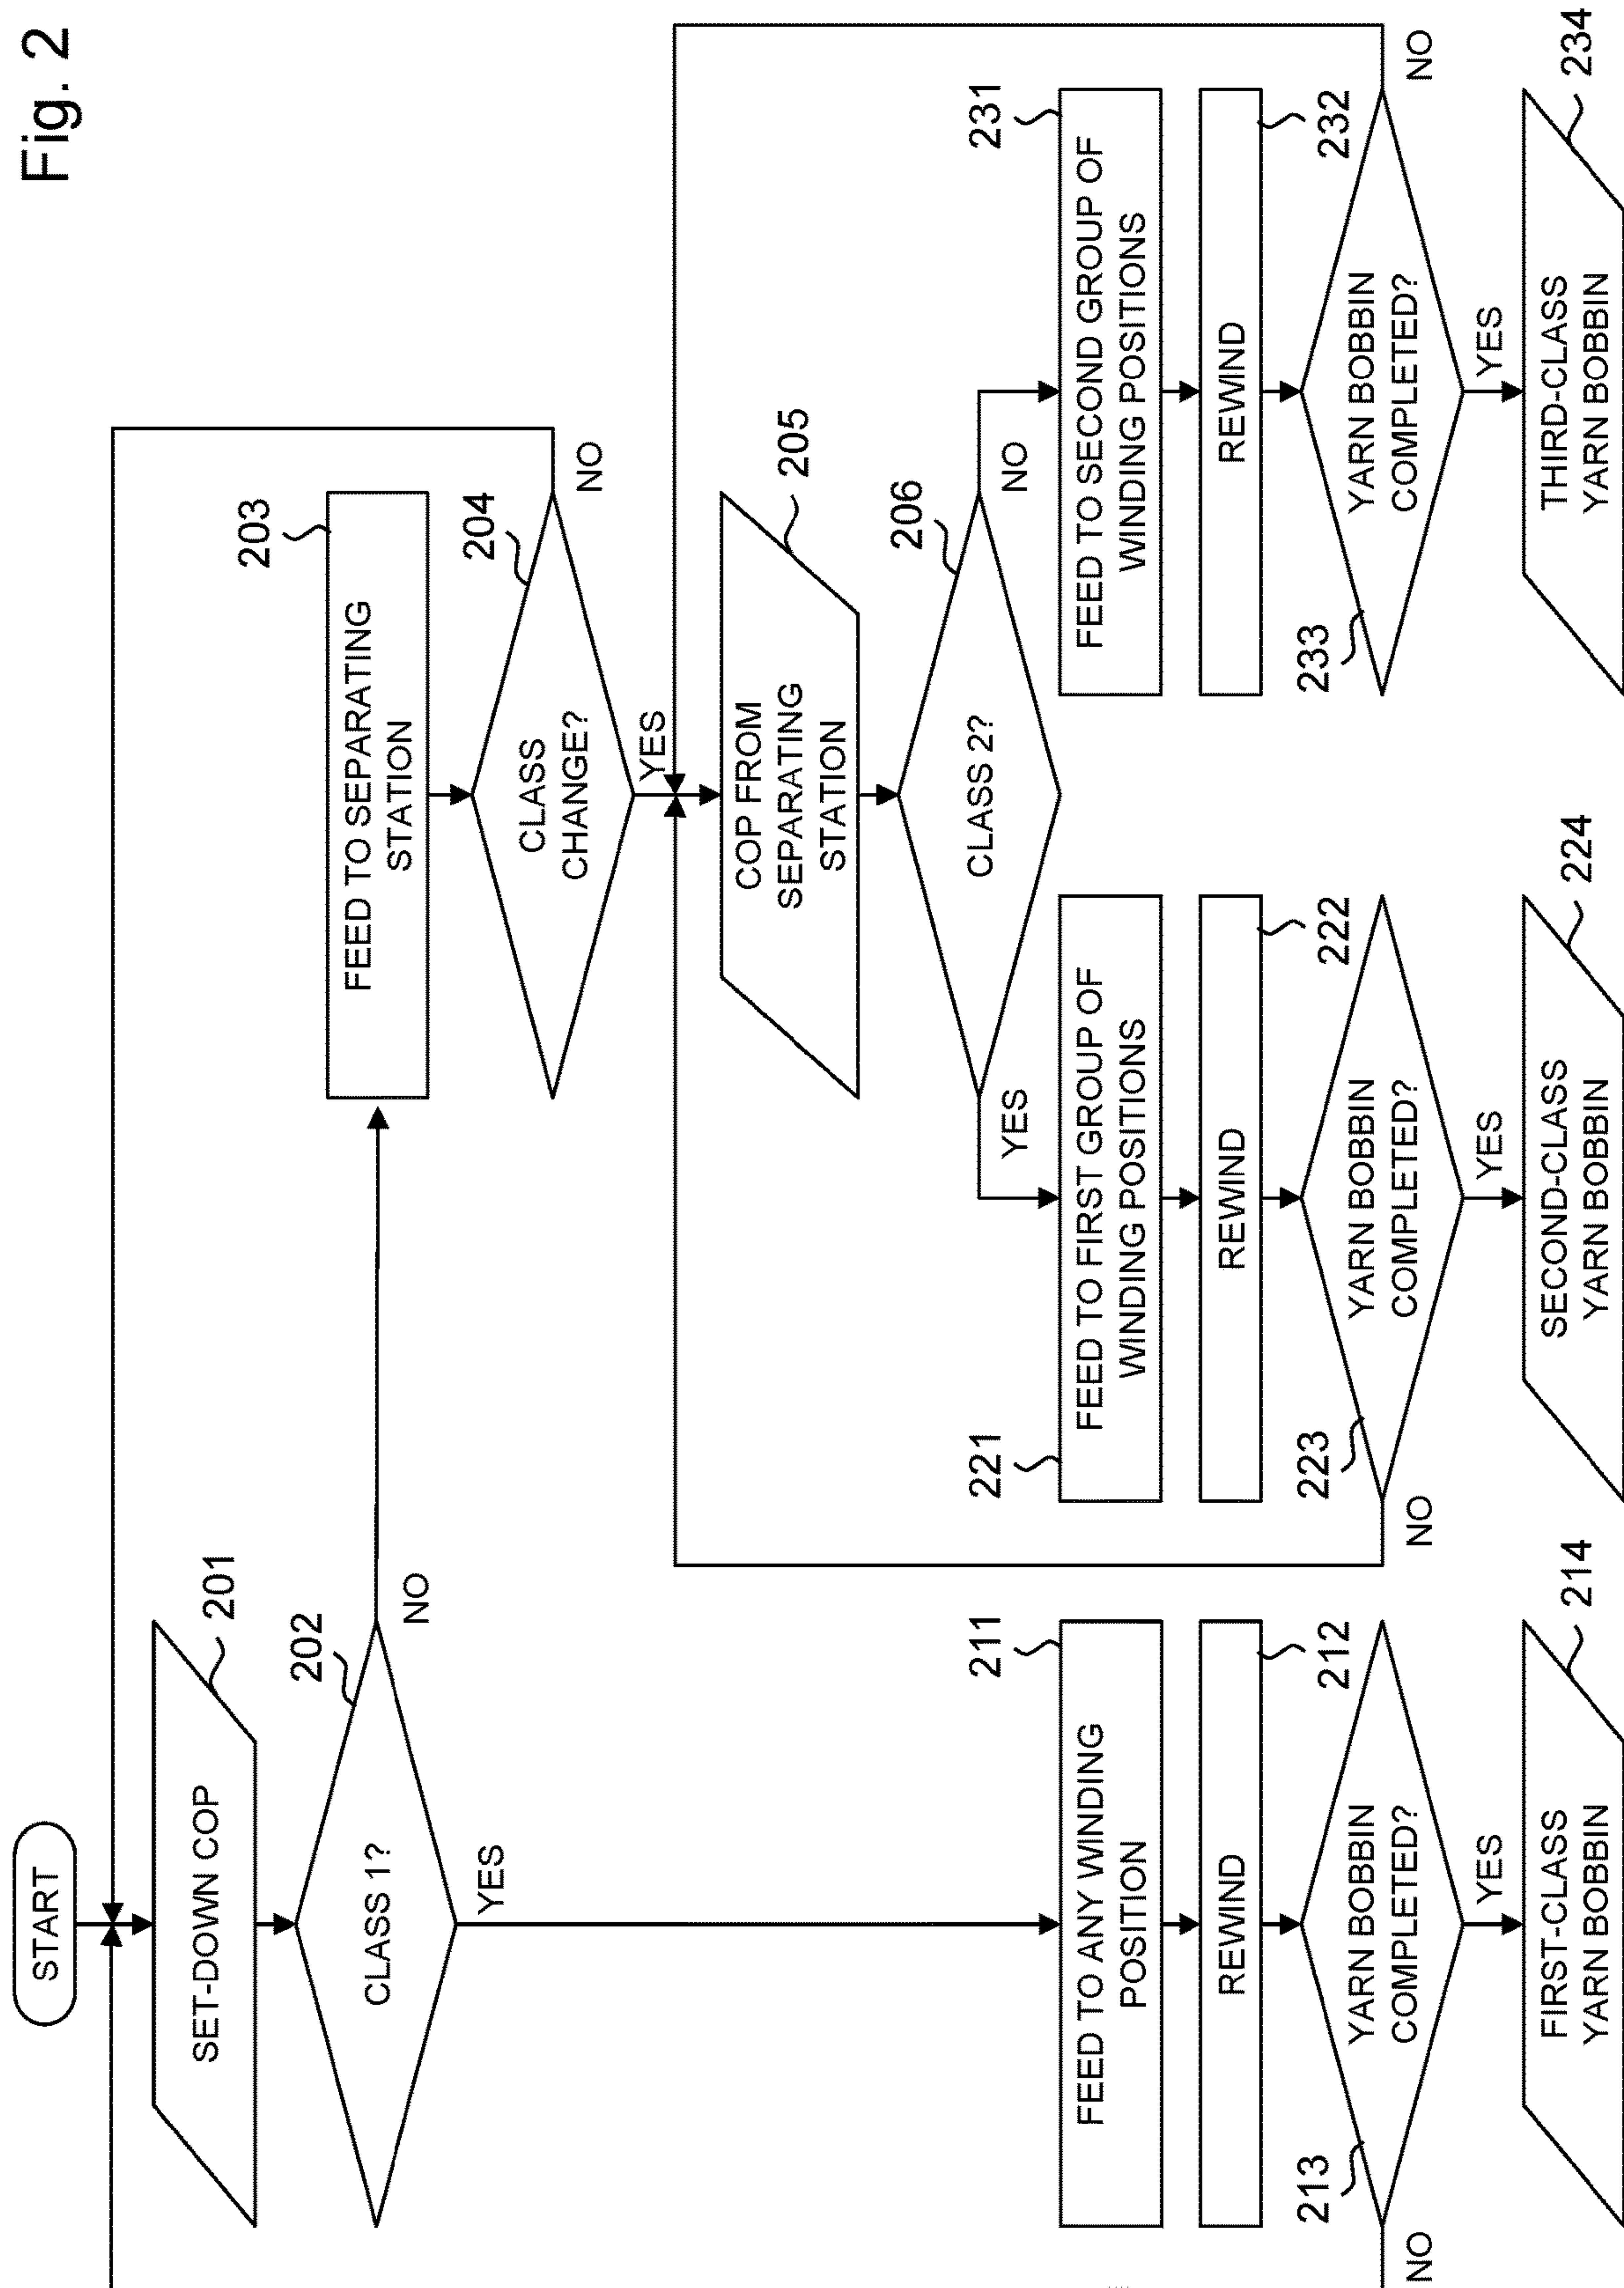 Fig. 2
START
SET-DOWN COP
201
202
CLASS 1?
NO
YES
203
FEED TO SEPARATING
STATION
204
CLASS
CHANGE?
NO
YES
205
COP FROM
SEPARATING
STATION
206
CLASS 2?
YES
NO
211
FEED TO ANY WINDING
POSITION
REWIND
212
213
YARN BOBBIN
COMPLETED?
NO
YES
214
FIRST-CLASS
YARN BOBBIN
221
FEED TO FIRST GROUP OF
WINDING POSITIONS
REWIND
222
223
YARN BOBBIN
COMPLETED?
NO
YES
224
SECOND-CLASS
YARN BOBBIN
231
FEED TO SECOND GROUP OF
WINDING POSITIONS
REWIND
232
233
YARN BOBBIN
COMPLETED?
NO
YES
234
THIRD-CLASS
YARN BOBBIN